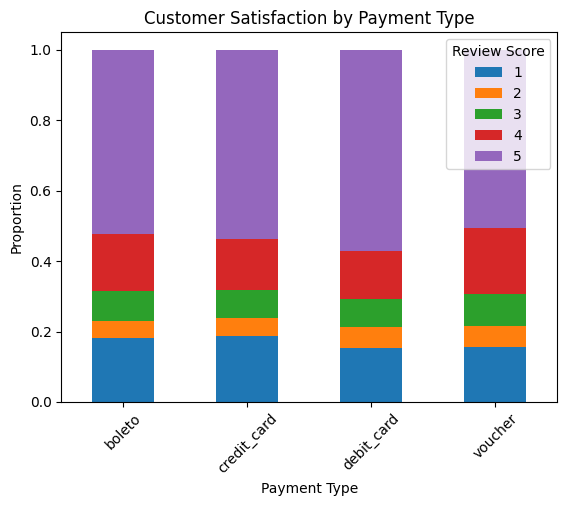 Customer Satisfaction by Payment Type
Review Score
1
2
3
4
5
1.0
0.8
0.6
0.4
0.2
0.0
Proportion
boleto
credit_card
debit_card
voucher
Payment Type